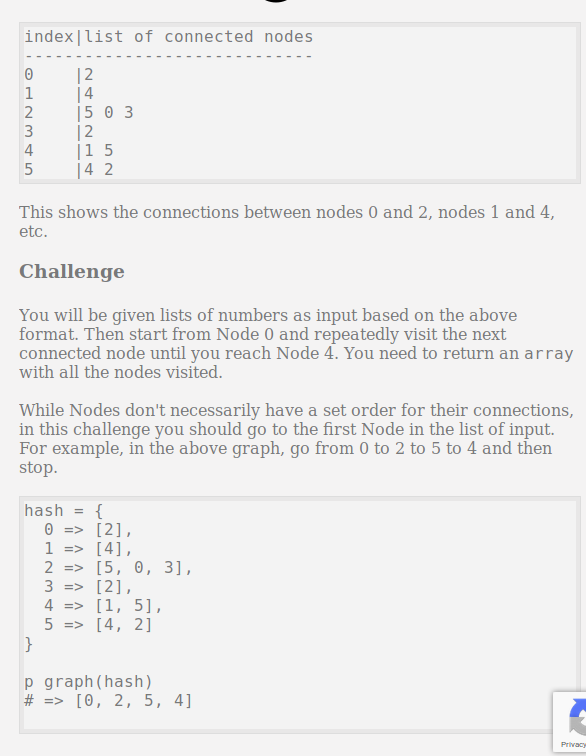 index|list of connected nodes
-----------------------------
0    |2
1    |4
2    |5 0 3
3    |2
4    |1 5
5    |4 2
This shows the connections between nodes 0 and 2, nodes 1 and 4,
etc.
Challenge
You will be given lists of numbers as input based on the above
format. Then start from Node 0 and repeatedly visit the next
connected node until you reach Node 4. You need to return an array
with all the nodes visited.
While Nodes don't necessarily have a set order for their connections,
in this challenge you should go to the first Node in the list of input.
For example, in the above graph, go from 0 to 2 to 5 to 4 and then
stop.
hash = {
  0 => [2],
  1 => [4],
  2 => [5, 0, 3],
  3 => [2],
  4 => [1, 5],
  5 => [4, 2]
}
p graph(hash)
# => [0, 2, 5, 4]
Privacy